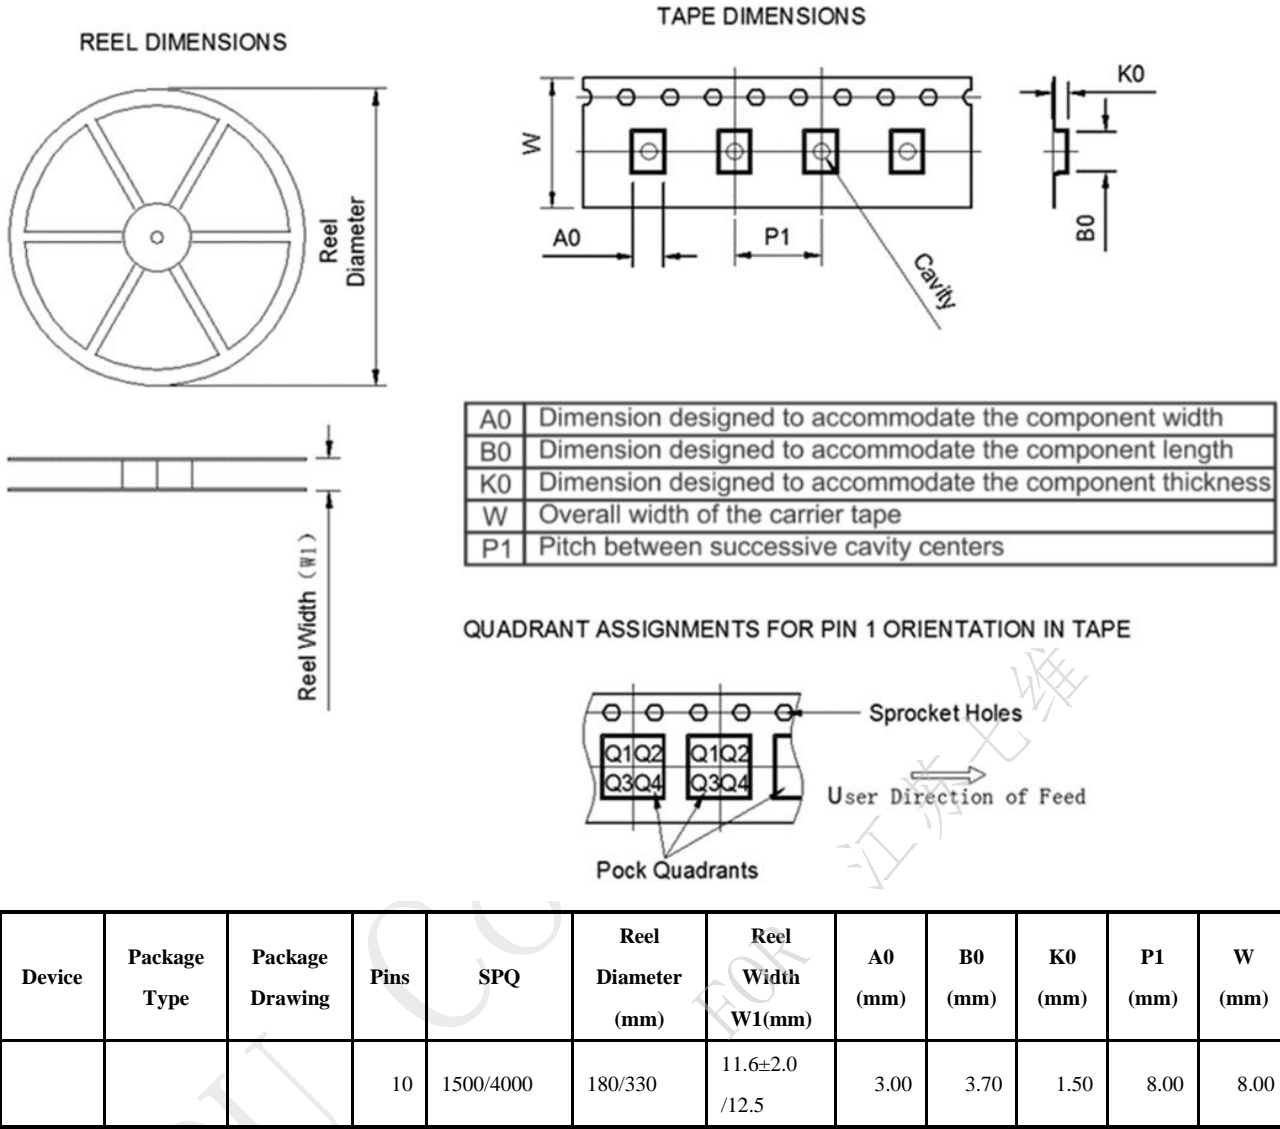 REEL DIMENSIONS
TAPE DIMENSIONS
Reel
Diameter
W
A0
P1
Cavity
K0
B0
A0 Dimension designed to accommodate the component width
B0 Dimension designed to accommodate the component length
K0 Dimension designed to accommodate the component thickness
W Overall width of the carrier tape
P1 Pitch between successive cavity centers
Reel Width (W1)
QUADRANT ASSIGNMENTS FOR PIN 1 ORIENTATION IN TAPE
Sprocket Holes
Q1 Q2 Q1 Q2
Q3 Q4 Q3 Q4
User Direction of Feed
Pock Quadrants
江苏七维
FOR
Device Package Type Package Drawing Pins SPQ Reel Diameter (mm) Reel Width W1(mm) A0 (mm) B0 (mm) K0 (mm) P1 (mm) W (mm)
10 1500/4000 180/330 11.6±2.0 /12.5 3.00 3.70 1.50 8.00 8.00